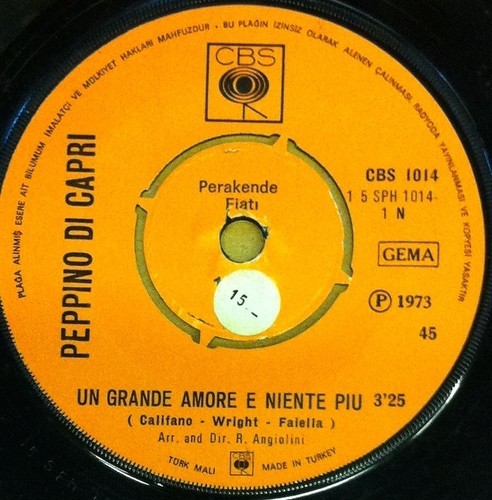 PLAĞA ALINMIŞ ESERE AİT BİLUMUM İMALATÇI VE MÜLKİYET HAKLARI MAHFUZDUR - BU PLAĞIN İZİNSİZ OLARAK ALENEN ÇALINMASI RADYODA YAYINLANMASI VE KOPYESİ YASAKTIR
CBS
PEPPINO DI CAPRI
Perakende
Fiatı
15.-
CBS 1014
1 5 SPH 1014-
1 N
GEMA
P 1973
45
UN GRANDE AMORE E NIENTE PIU 3'25
( Califano - Wright - Faiella )
Arr. and Dir. R. Angiolini
TÜRK MALI CBS MADE IN TURKEY